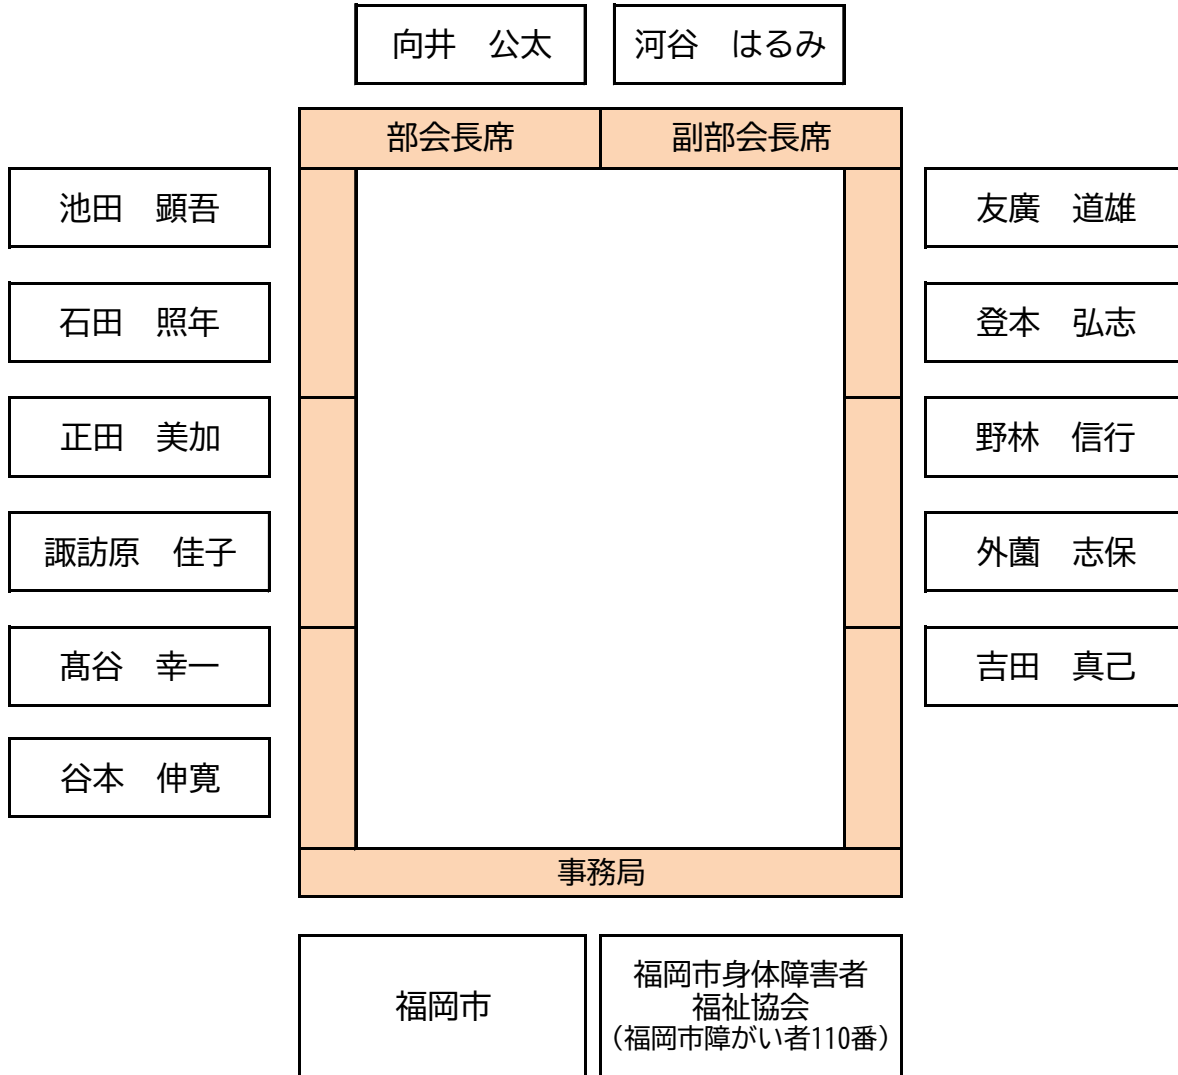 向井　公太
河谷　はるみ
部会長席
副部会長席
池田　顕吾
友廣　道雄
石田　照年
登本　弘志
正田　美加
野林　信行
諏訪原　佳子
外薗　志保
髙谷　幸一
吉田　真己
谷本　伸寛
事務局
福岡市
福岡市身体障害者
福祉協会
（福岡市障がい者110番）